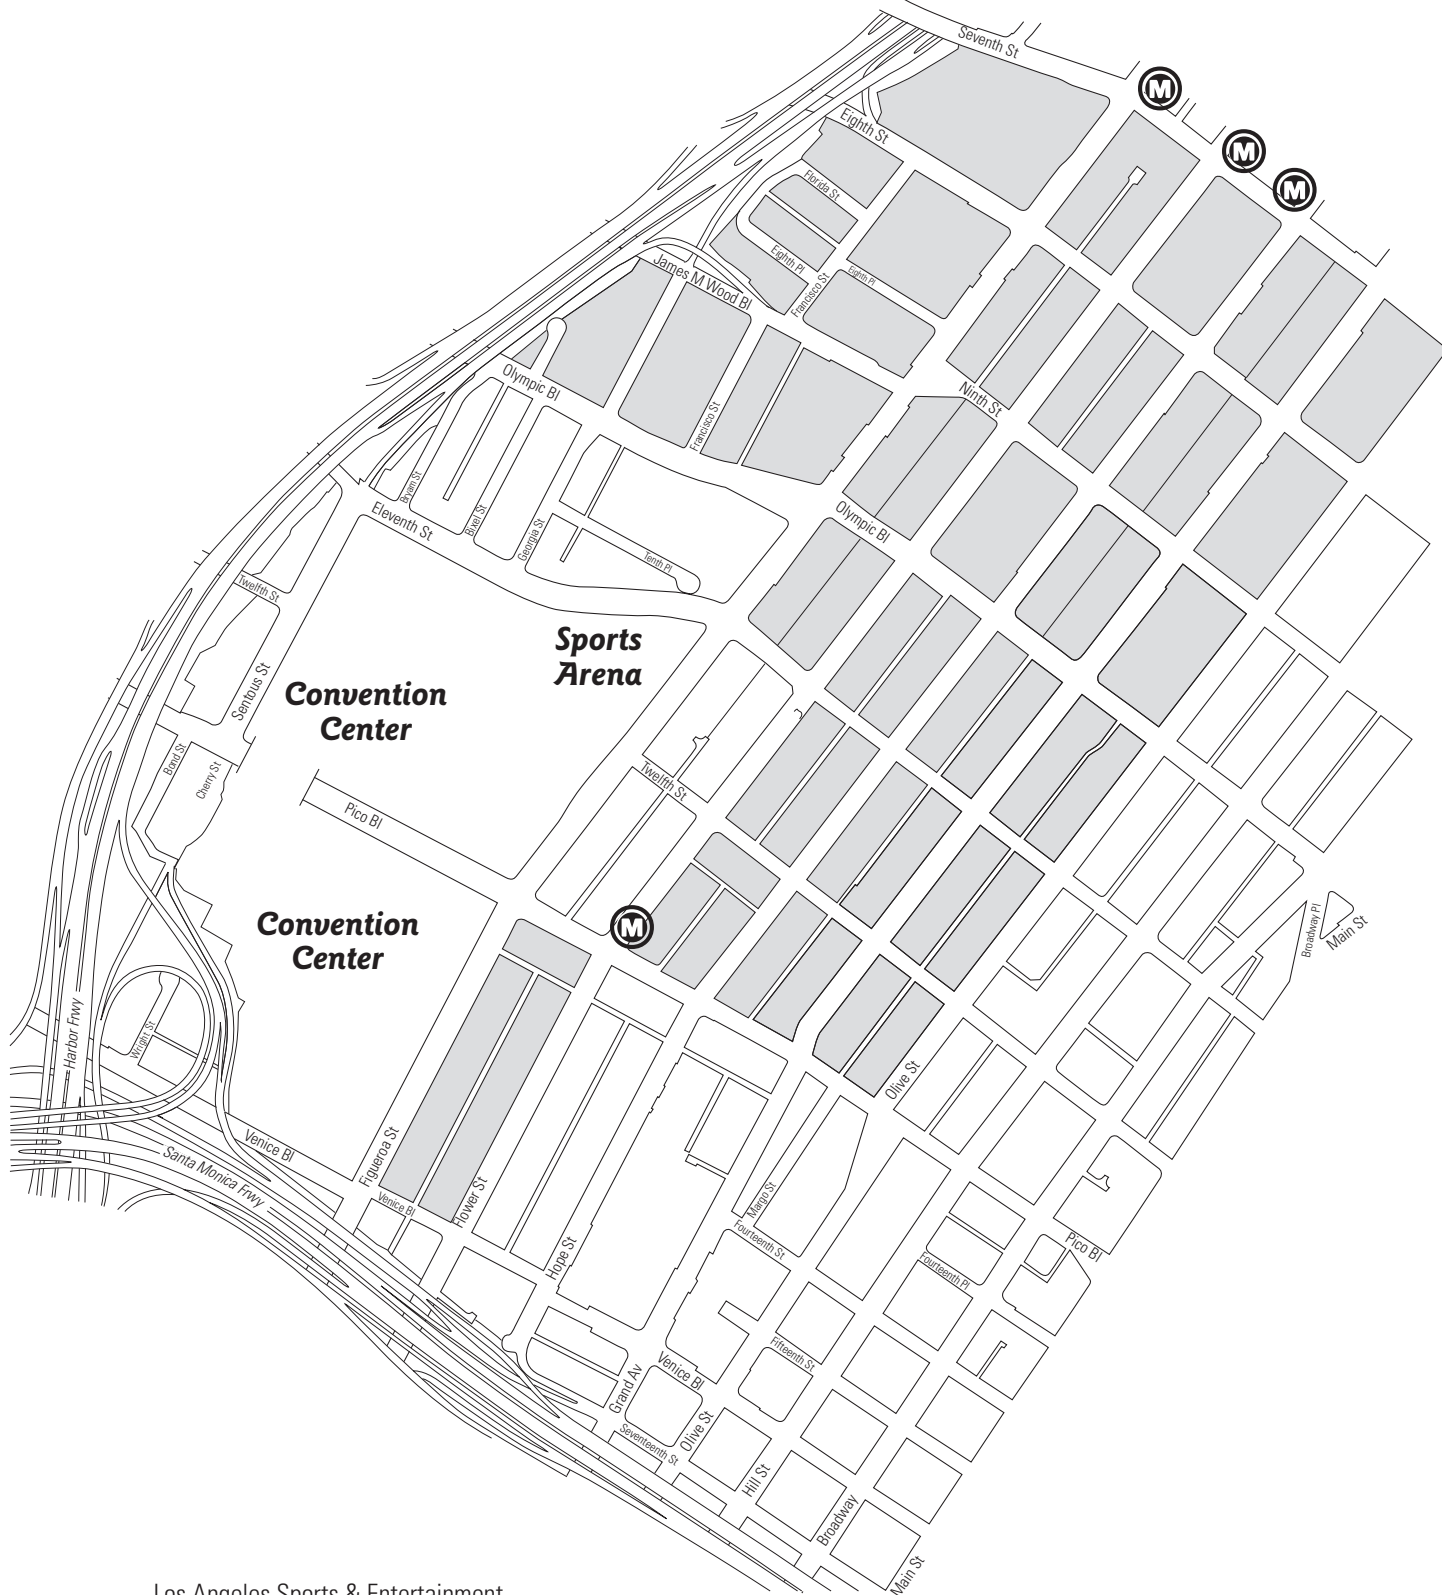 Seventh St
M
Eighth St
M
Florida St
M
Eighth Pl
Eighth Pl
James M Wood Bl
Francisco St
Olympic Bl
Ninth St
Francisco St
Bryam St
Olympic Bl
Eleventh St
Bixel St
Georgia St
Tenth Pl
Twelfth St
Sports
Arena
Sentous St
Convention
Center
Bond St
Cherry St
Twelfth St
Pico Bl
Broadway Pl
Main St
Convention
Center
M
Harbor Frwy
Wright St
Olive St
Venice Bl
Santa Monica Frwy
Figueroa St
Venice Bl
Flower St
Margo St
Fourteenth St
Hope St
Pico Bl
Fourteenth Pl
Fifteenth St
Venice Bl
Grand Av
Olive St
Seventeenth St
Hill St
Broadway
Main St
Los Angeles Sports & Entertainment